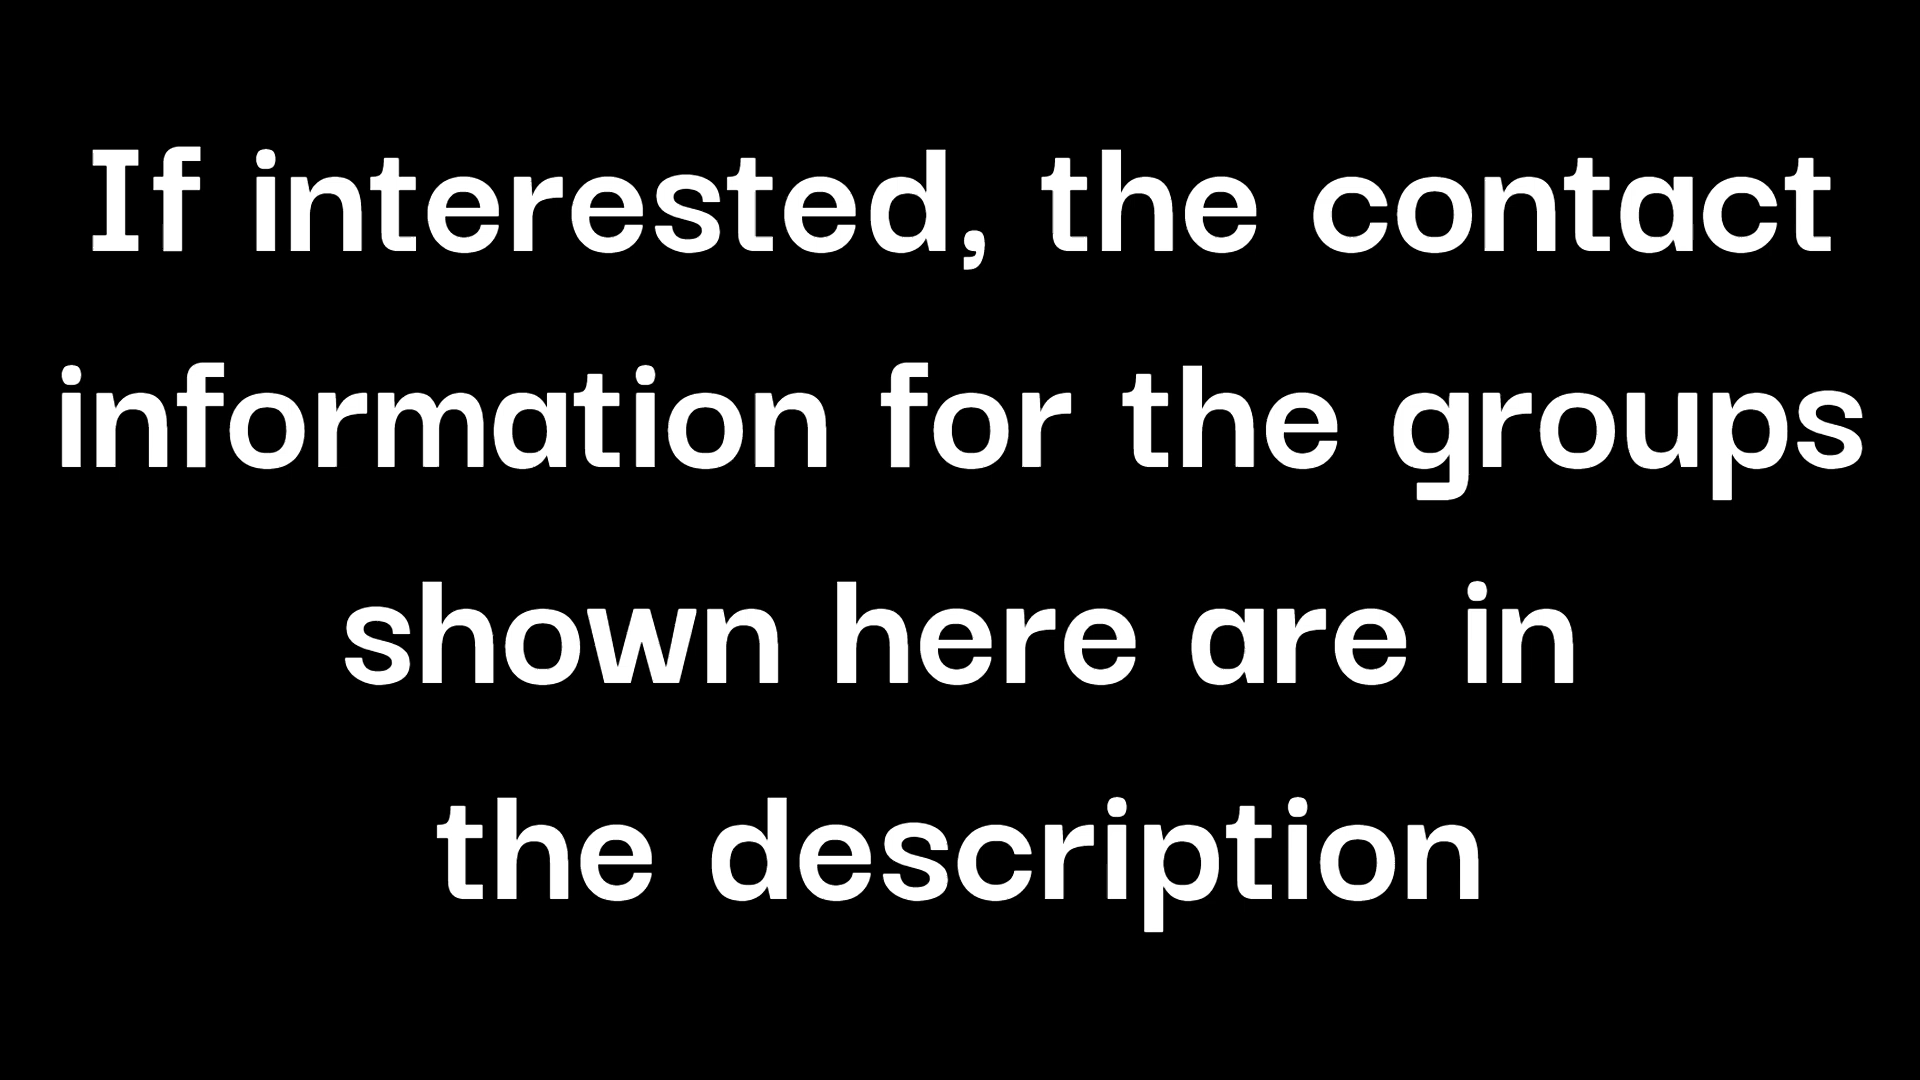 If interested, the contact
information for the groups
shown here are in
the description